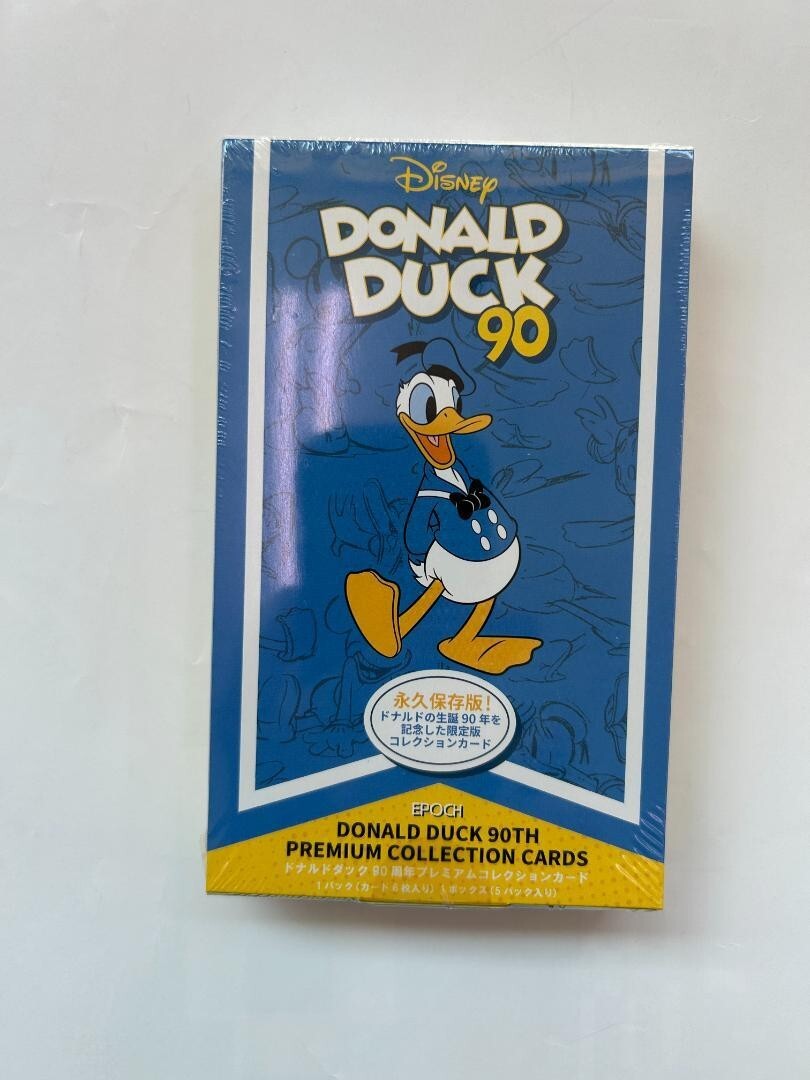 Disney
DONALD
DUCK
90
永久保存版!
ドナルドの生誕90年を
記念した限定版
コレクションカード
EPOCH
DONALD DUCK 90TH
PREMIUM COLLECTION CARDS
ドナルドダック90周年プレミアムコレクションカード
1パック(カード6枚入り) 1ボックス(5パック入り)